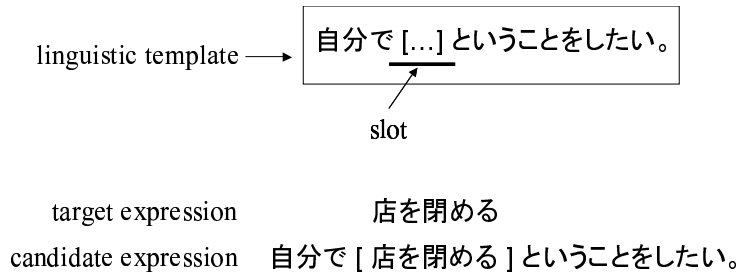 linguistic template 自分で [...] ということをしたい。
slot
target expression 店を閉める
candidate expression 自分で [ 店を閉める ] ということをしたい。